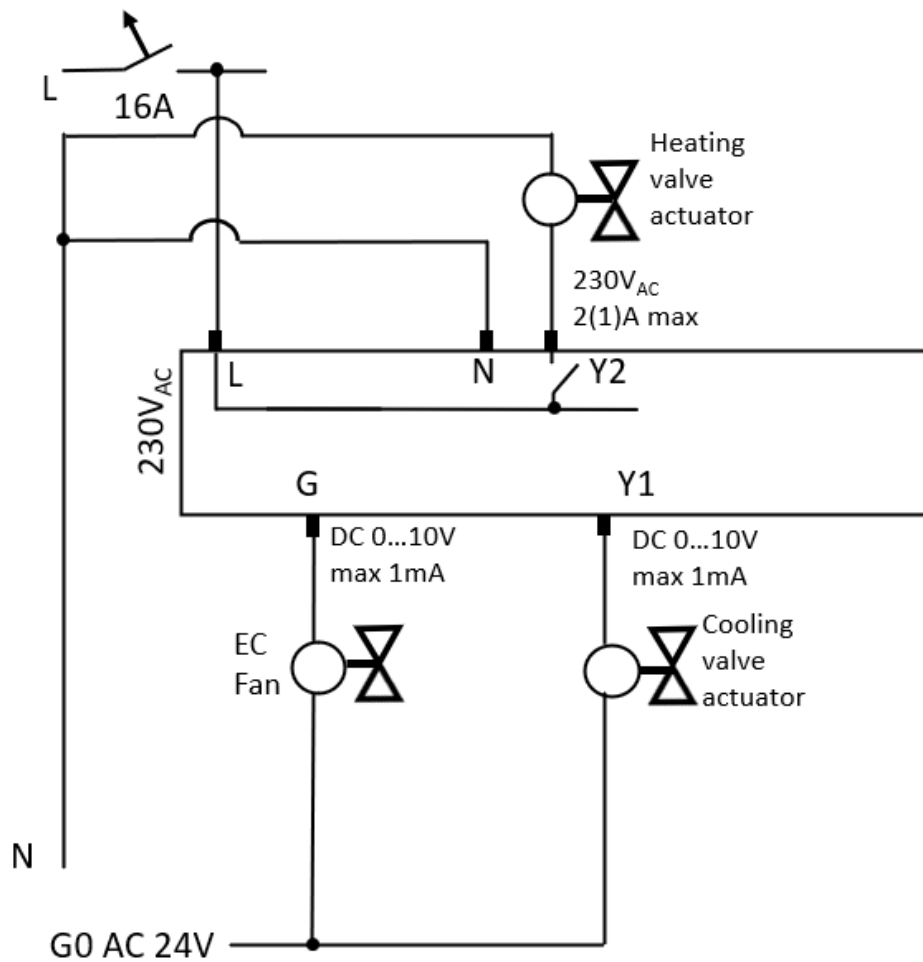 L
16A
Heating
valve
actuator
230VAC
2(1)A max
L
N
Y2
230VAC
G
Y1
DC 0...10V
max 1mA
DC 0...10V
max 1mA
EC
Fan
Cooling
valve
actuator
N
G0 AC 24V